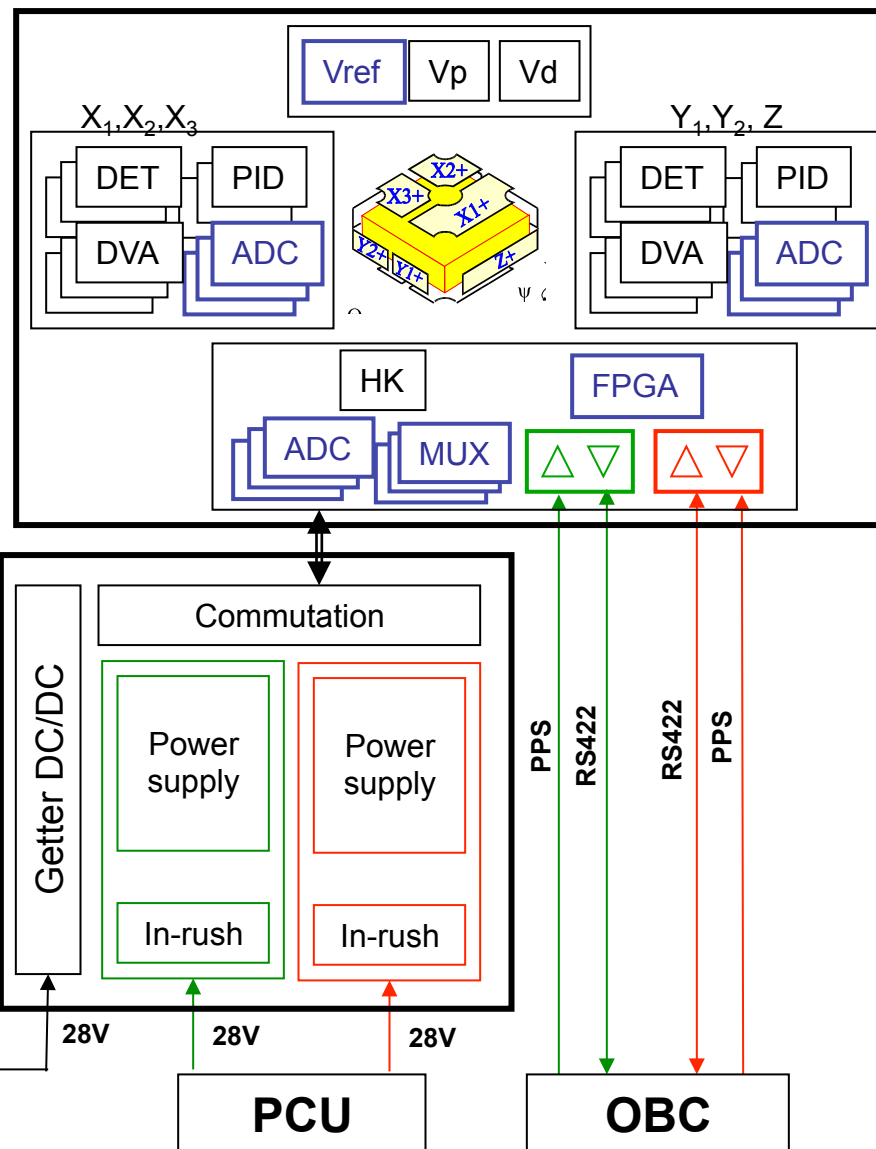 Vref Vp Vd
X1,X2,X3
Y1,Y2, Z
DET PID
DVA ADC
X2+
X3+
X1+
Y2+
Y1+
Z+
ψ
DET PID
DVA ADC
HK
FPGA
ADC MUX
Commutation
Getter DC/DC
Power
supply
Power
supply
In-rush
In-rush
PPS
RS422
RS422
PPS
28V
28V
28V
PCU
OBC